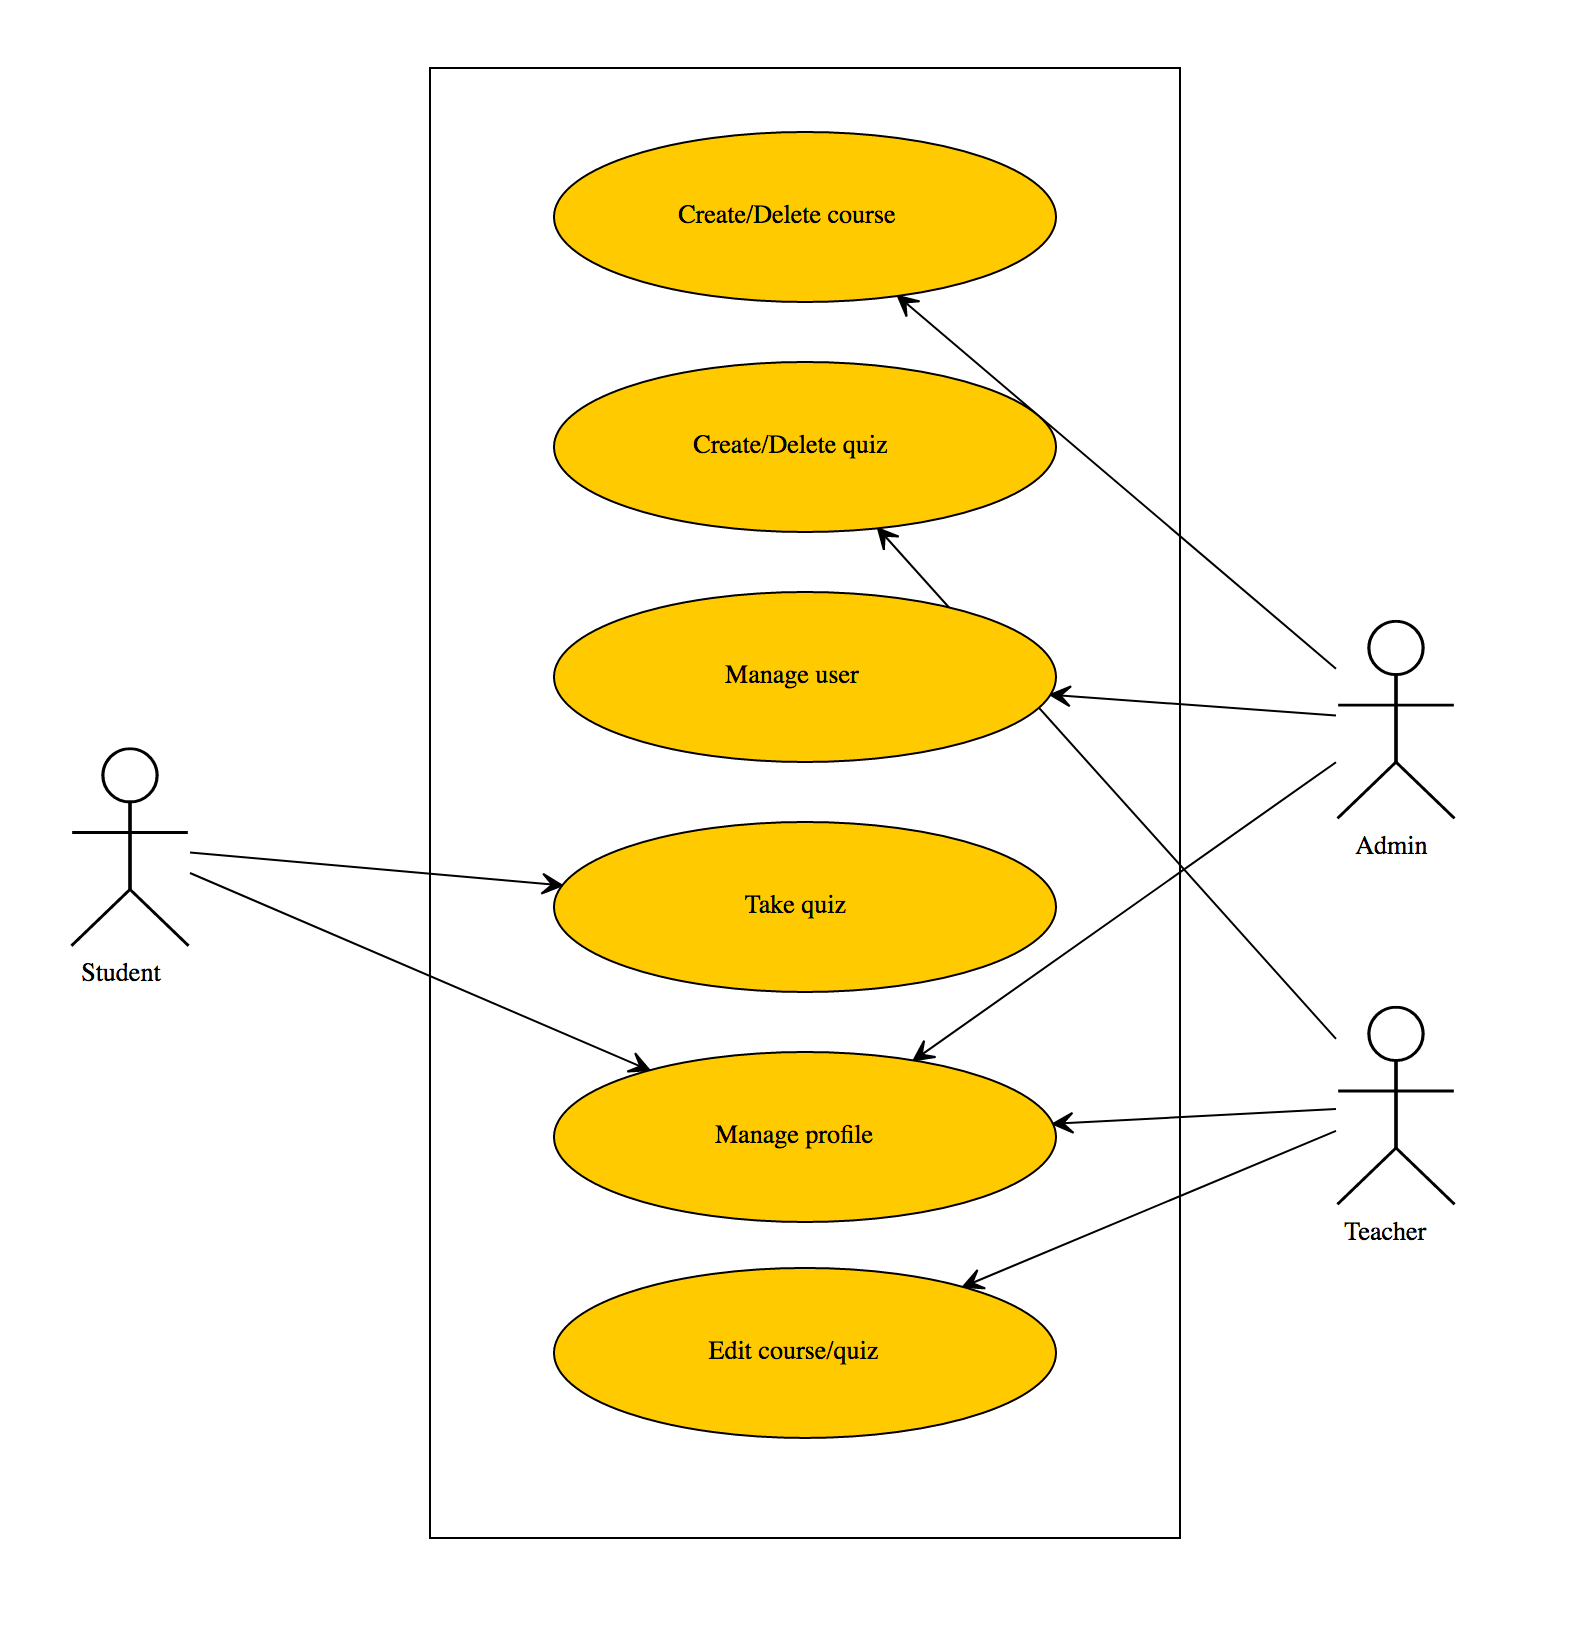 Create/Delete course
Create/Delete quiz
Manage user
Admin
Take quiz
Student
Manage profile
Teacher
Edit course/quiz